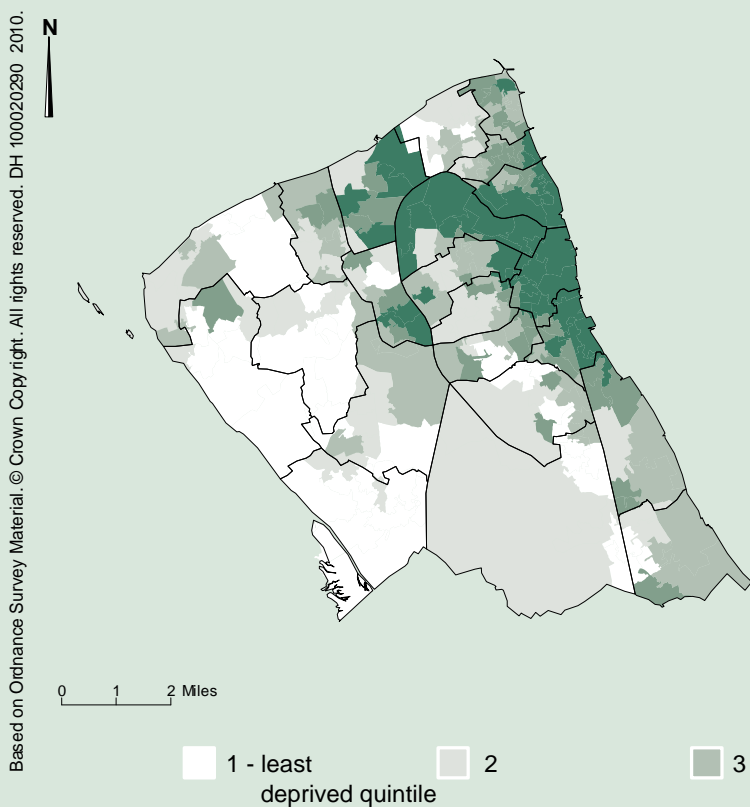 Based on Ordnance Survey Material. © Crown Copyright. All rights reserved. DH 100020290 2010.
N
0 1 2 Miles
1 - least
deprived quintile
2
3